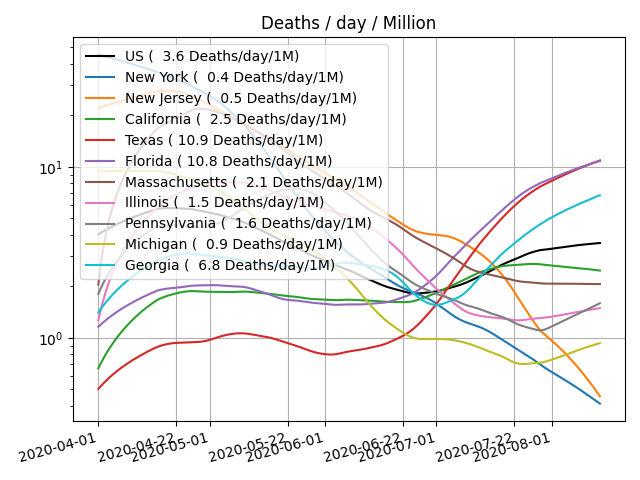 Deaths / day / Million
US (  3.6 Deaths/day/1M)
New York (  0.4 Deaths/day/1M)
New Jersey (  0.5 Deaths/day/1M)
California (  2.5 Deaths/day/1M)
Texas ( 10.9 Deaths/day/1M)
Florida ( 10.8 Deaths/day/1M)
Massachusetts (  2.1 Deaths/day/1M)
Illinois (  1.5 Deaths/day/1M)
Pennsylvania (  1.6 Deaths/day/1M)
Michigan (  0.9 Deaths/day/1M)
Georgia (  6.8 Deaths/day/1M)
10¹
10⁰
2020-04-01
2020-04-22
2020-05-01
2020-05-22
2020-06-01
2020-06-22
2020-07-01
2020-07-22
2020-08-01